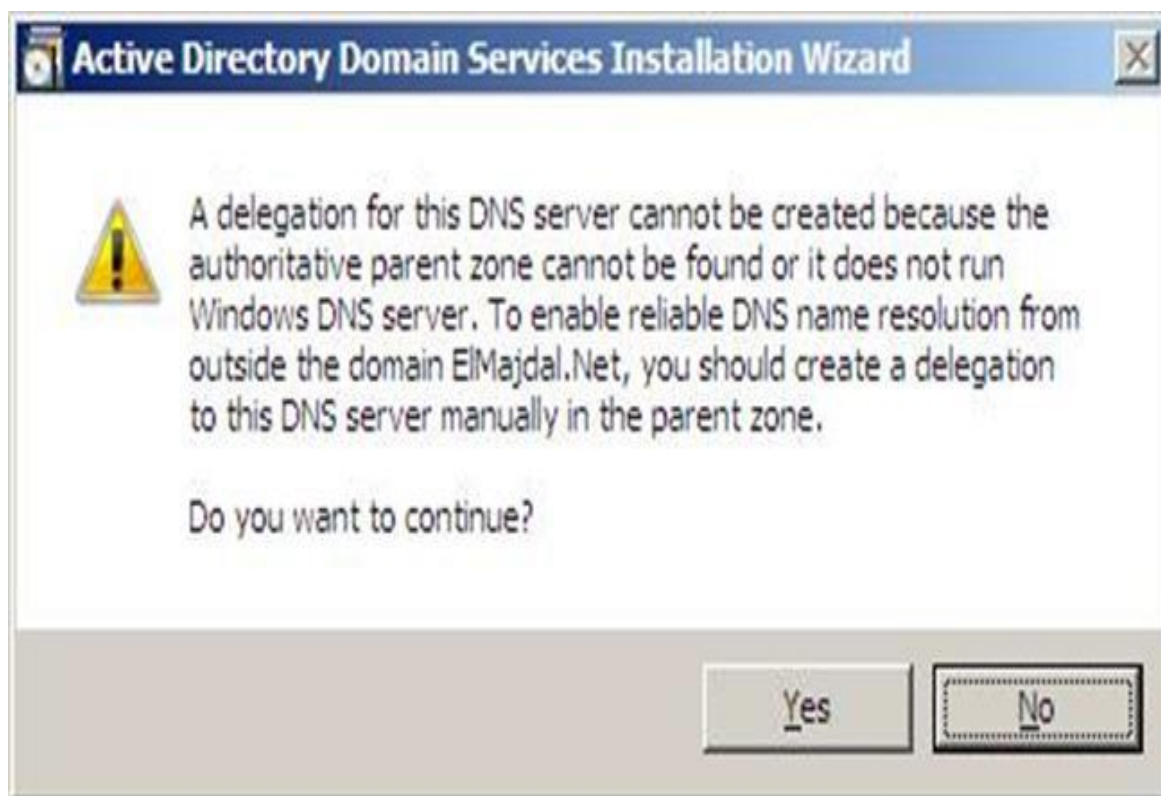 Active Directory Domain Services Installation Wizard
A delegation for this DNS server cannot be created because the
authoritative parent zone cannot be found or it does not run
Windows DNS server. To enable reliable DNS name resolution from
outside the domain ElMajdal.Net, you should create a delegation
to this DNS server manually in the parent zone.
Do you want to continue?
Yes No